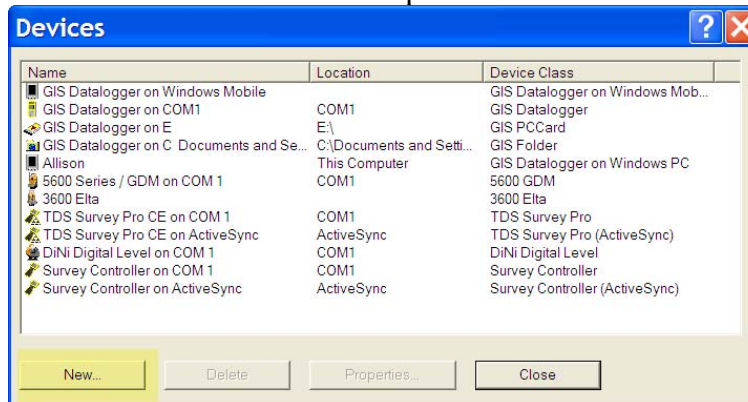 Devices
Name Location Device Class
GIS Datalogger on Windows Mobile GIS Datalogger on Windows Mob...
GIS Datalogger on COM1 COM1 GIS Datalogger
GIS Datalogger on E E:\ GIS PCCard
GIS Datalogger on C Documents and Se... C:\Documents and Setti... GIS Folder
Allison This Computer GIS Datalogger on Windows PC
5600 Series / GDM on COM 1 COM1 5600 GDM
3600 Elta 3600 Elta
TDS Survey Pro CE on COM 1 COM1 TDS Survey Pro
TDS Survey Pro CE on ActiveSync ActiveSync TDS Survey Pro (ActiveSync)
DiNi Digital Level on COM 1 COM1 DiNi Digital Level
Survey Controller on COM 1 COM1 Survey Controller
Survey Controller on ActiveSync ActiveSync Survey Controller (ActiveSync)
New... Delete Properties... Close